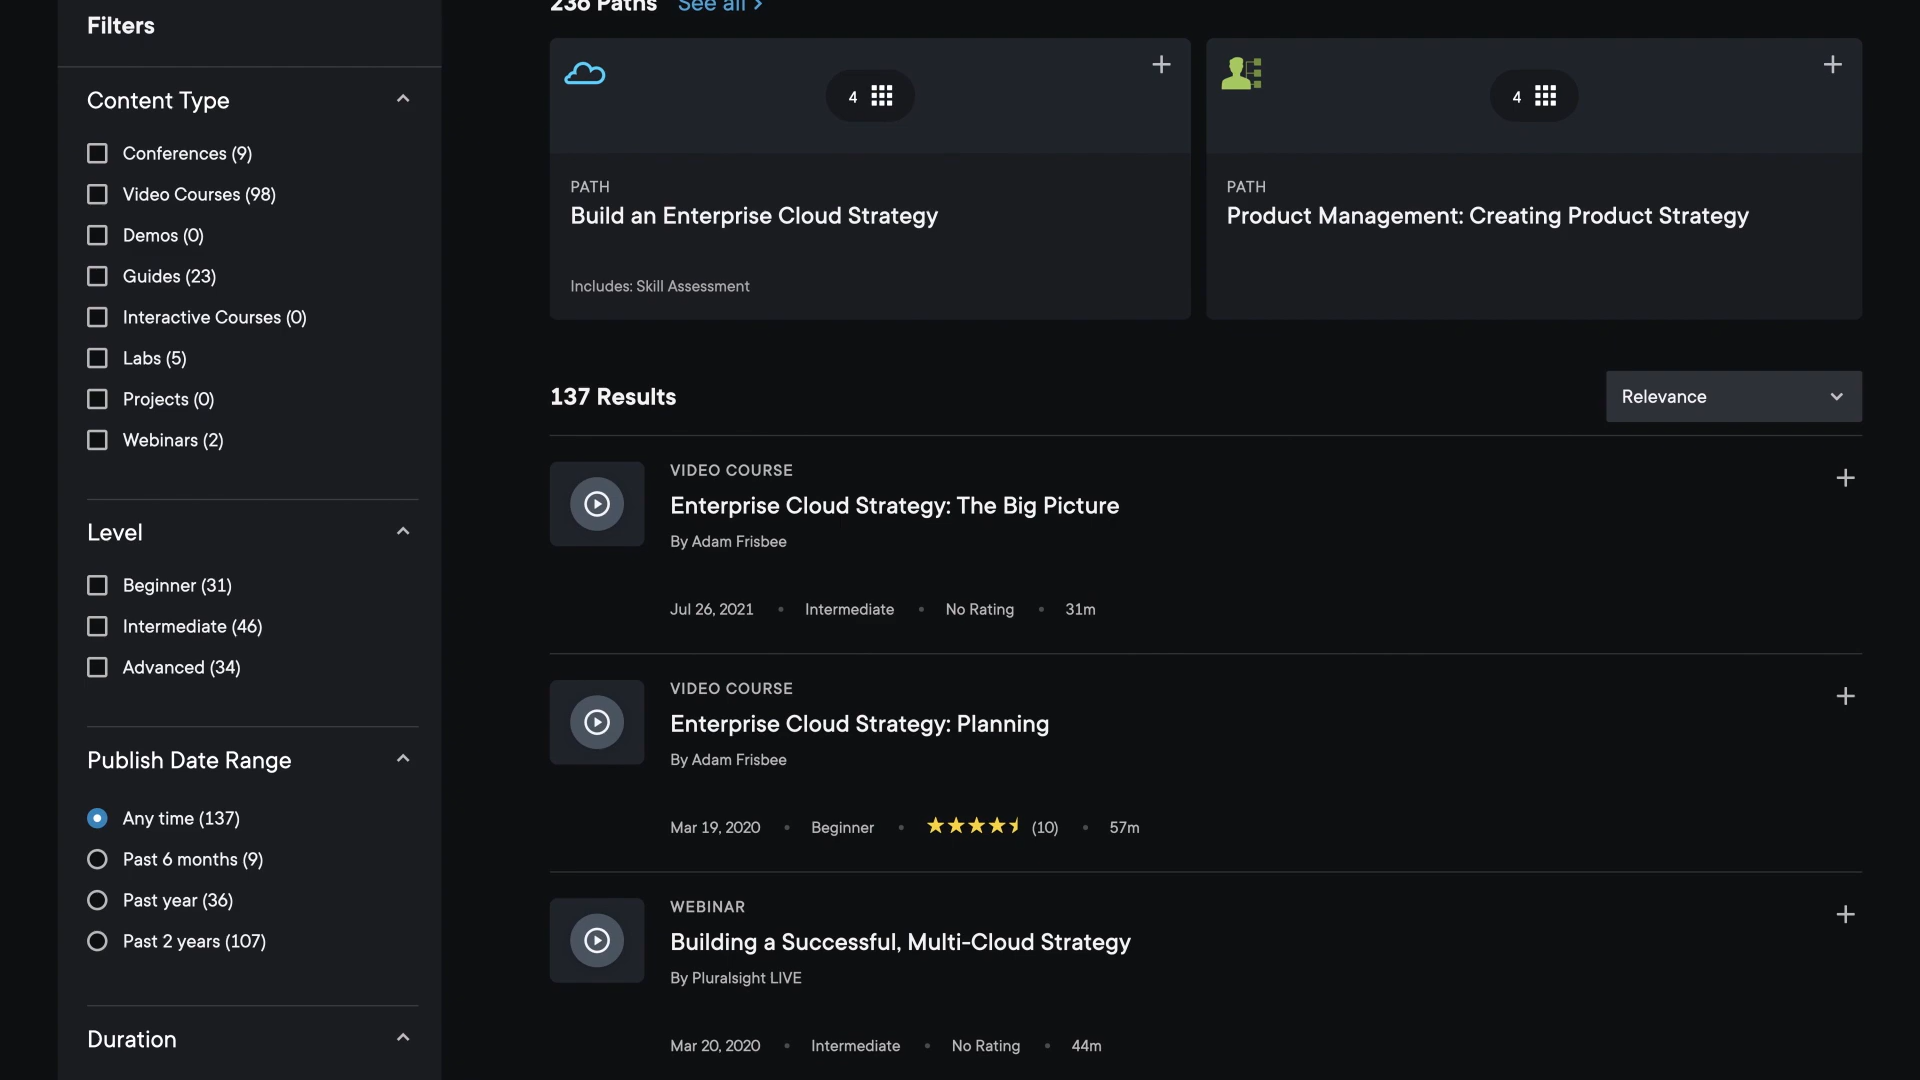 Filters
Content Type
Conferences (9)
Video Courses (98)
Demos (0)
Guides (23)
Interactive Courses (0)
Labs (5)
Projects (0)
Webinars (2)
Level
Beginner (31)
Intermediate (46)
Advanced (34)
Publish Date Range
Any time (137)
Past 6 months (9)
Past year (36)
Past 2 years (107)
Duration
236 Paths See all >
4
PATH
Build an Enterprise Cloud Strategy
Includes: Skill Assessment
4
PATH
Product Management: Creating Product Strategy
137 Results
Relevance
VIDEO COURSE
Enterprise Cloud Strategy: The Big Picture
By Adam Frisbee
Jul 26, 2021 • Intermediate • No Rating • 31m
VIDEO COURSE
Enterprise Cloud Strategy: Planning
By Adam Frisbee
Mar 19, 2020 • Beginner • (10) • 57m
WEBINAR
Building a Successful, Multi-Cloud Strategy
By Pluralsight LIVE
Mar 20, 2020 • Intermediate • No Rating • 44m